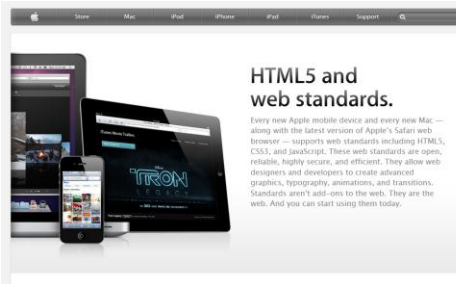 Store Mac iPod iPhone iPad iTunes Support
HTML5 and
web standards.
Every new Apple mobile device and every new Mac —
along with the latest version of Apple's Safari web
browser — supports web standards including HTML5,
CSS3, and JavaScript. These web standards are open,
reliable, highly secure, and efficient. They allow web
designers and developers to create advanced
graphics, typography, animations, and transitions.
Standards aren't add-ons to the web. They are the
web. And you can start using them today.
iTunes Movie Trailers
Disney
TRON
LEGACY